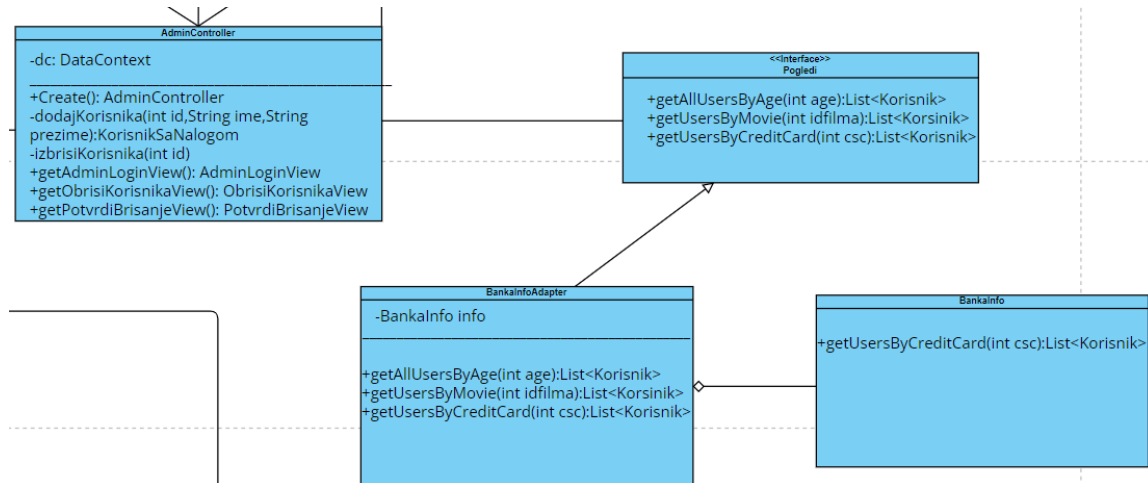 AdminController
-dc: DataContext
+Create(): AdminController
-dodajKorisnika(int id,String ime,String
prezime):KorisnikSaNalogom
-izbrisiKorisnika(int id)
+getAdminLoginView(): AdminLoginView
+getObrisiKorisnikaView(): ObrisiKorisnikaView
+getPotvrdiBrisanjeView(): PotvrdiBrisanjeView
<<Interface>>
Pogledi
+getAllUsersByAge(int age):List<Korisnik>
+getUsersByMovie(int idfilma):List<Korsinik>
+getUsersByCreditCard(int csc):List<Korisnik>
BankaInfoAdapter
-BankaInfo info
+getAllUsersByAge(int age):List<Korisnik>
+getUsersByMovie(int idfilma):List<Korsinik>
+getUsersByCreditCard(int csc):List<Korisnik>
BankaInfo
+getUsersByCreditCard(int csc):List<Korisnik>